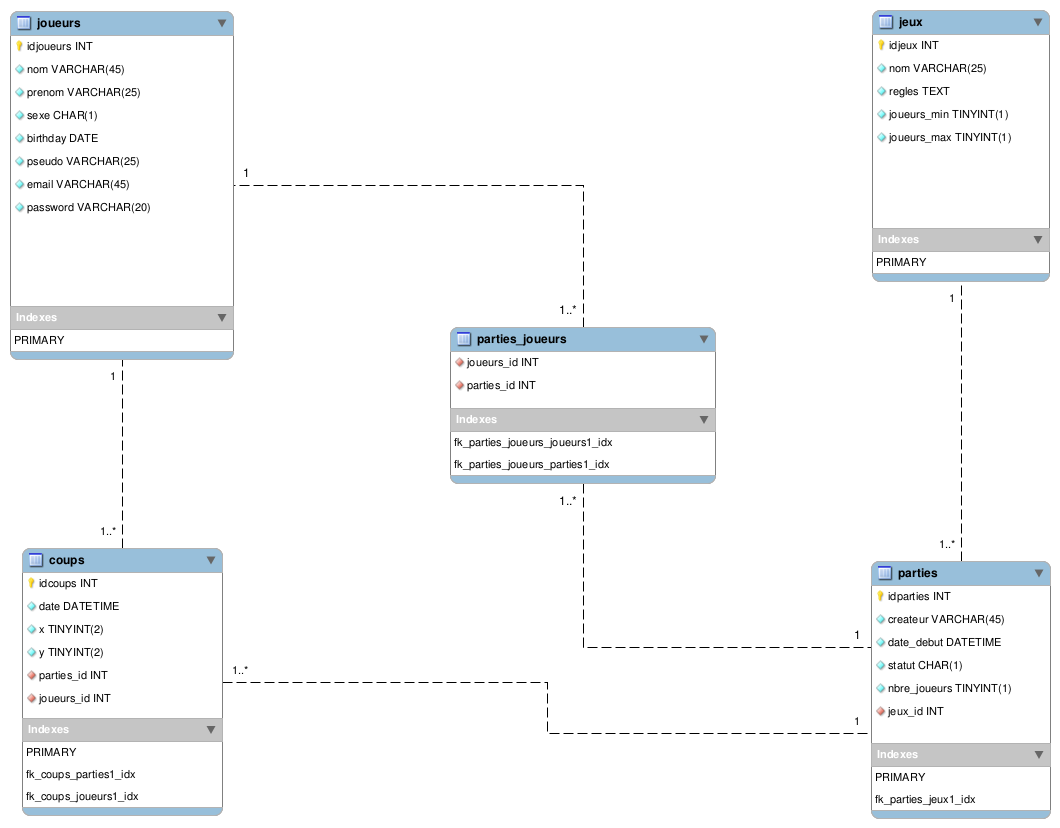 joueurs
idjoueurs INT
nom VARCHAR(45)
prenom VARCHAR(25)
sexe CHAR(1)
birthday DATE
pseudo VARCHAR(25)
email VARCHAR(45)
password VARCHAR(20)
Indexes
PRIMARY
jeux
idjeux INT
nom VARCHAR(25)
regles TEXT
joueurs_min TINYINT(1)
joueurs_max TINYINT(1)
Indexes
PRIMARY
1
1..*
parties_joueurs
joueurs_id INT
parties_id INT
Indexes
fk_parties_joueurs_joueurs1_idx
fk_parties_joueurs_parties1_idx
1..*
1
1
1..*
1
1..*
coups
idcoups INT
date DATETIME
x TINYINT(2)
y TINYINT(2)
parties_id INT
joueurs_id INT
Indexes
PRIMARY
fk_coups_parties1_idx
fk_coups_joueurs1_idx
1..*
1
parties
idparties INT
createur VARCHAR(45)
date_debut DATETIME
statut CHAR(1)
nbre_joueurs TINYINT(1)
jeux_id INT
Indexes
PRIMARY
fk_parties_jeux1_idx